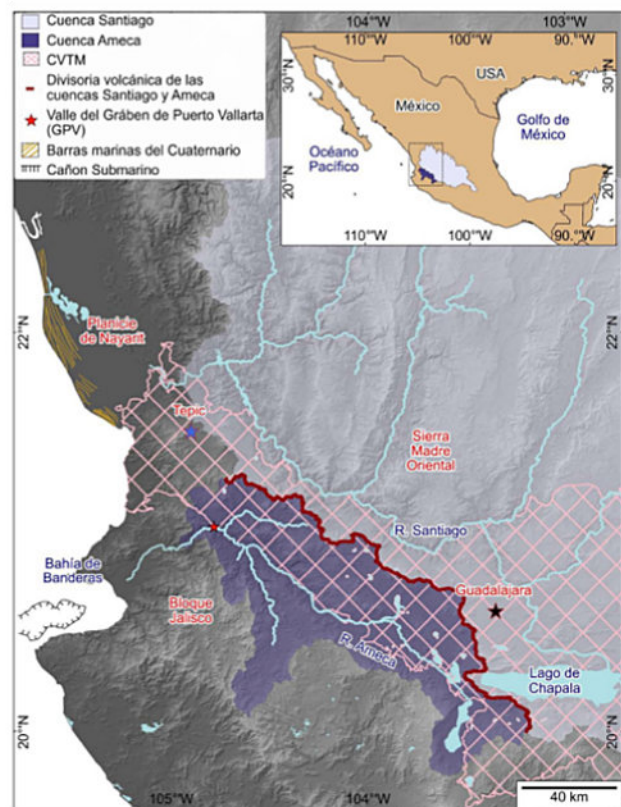 Cuenca Santiago
Cuenca Ameca
CVTM
Divisoria volcánica de las
cuencas Santiago y Ameca
Valle del Gráben de Puerto Vallarta
(GPV)
Barras marinas del Cuaternario
Cañon Submarino
104°W
103°W
110°W
100°W
90.°W
30°N
30°N
USA
México
Golfo de
México
Océano
Pacífico
20°N
20°N
110°W
100°W
90.°W
22°N
22°N
Planicie
de Nayarit
Tepic
Sierra
Madre
Oriental
R. Santiago
Bahía de
Banderas
Bloque
Jalisco
Guadalajara
R. Ameca
Lago de
Chapala
20°N
20°N
105°W
104°W
40 km